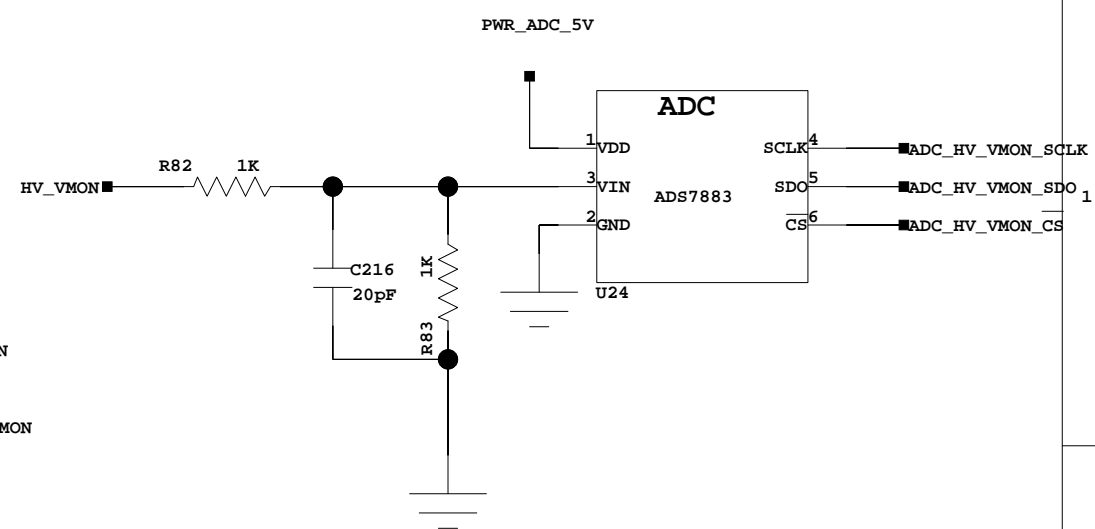 PWR_ADC_5V
ADC
R82 1K
HV_VMON
1 VDD
SCLK 4
ADC_HV_VMON_SCLK
3 VIN
ADS7883
SDO 5
ADC_HV_VMON_SDO
1
2 GND
CS 6
ADC_HV_VMON_CS
C216
20pF
1K
R83
U24
N
MON